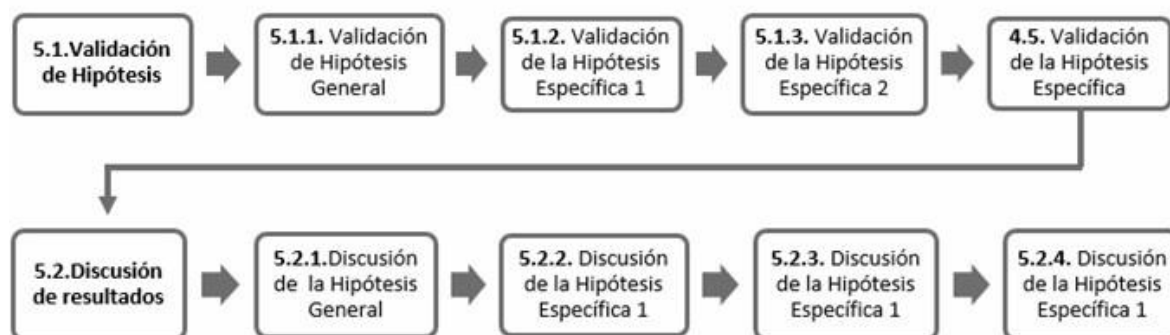 5.1.Validación
de Hipótesis
5.1.1. Validación
de Hipótesis
General
5.1.2. Validación
de la Hipótesis
Específica 1
5.1.3. Validación
de la Hipótesis
Específica 2
4.5. Validación
de la Hipótesis
Específica
5.2.Discusión
de resultados
5.2.1.Discusión
de la Hipótesis
General
5.2.2. Discusión
de la Hipótesis
Específica 1
5.2.3. Discusión
de la Hipótesis
Específica 1
5.2.4. Discusión
de la Hipótesis
Específica 1